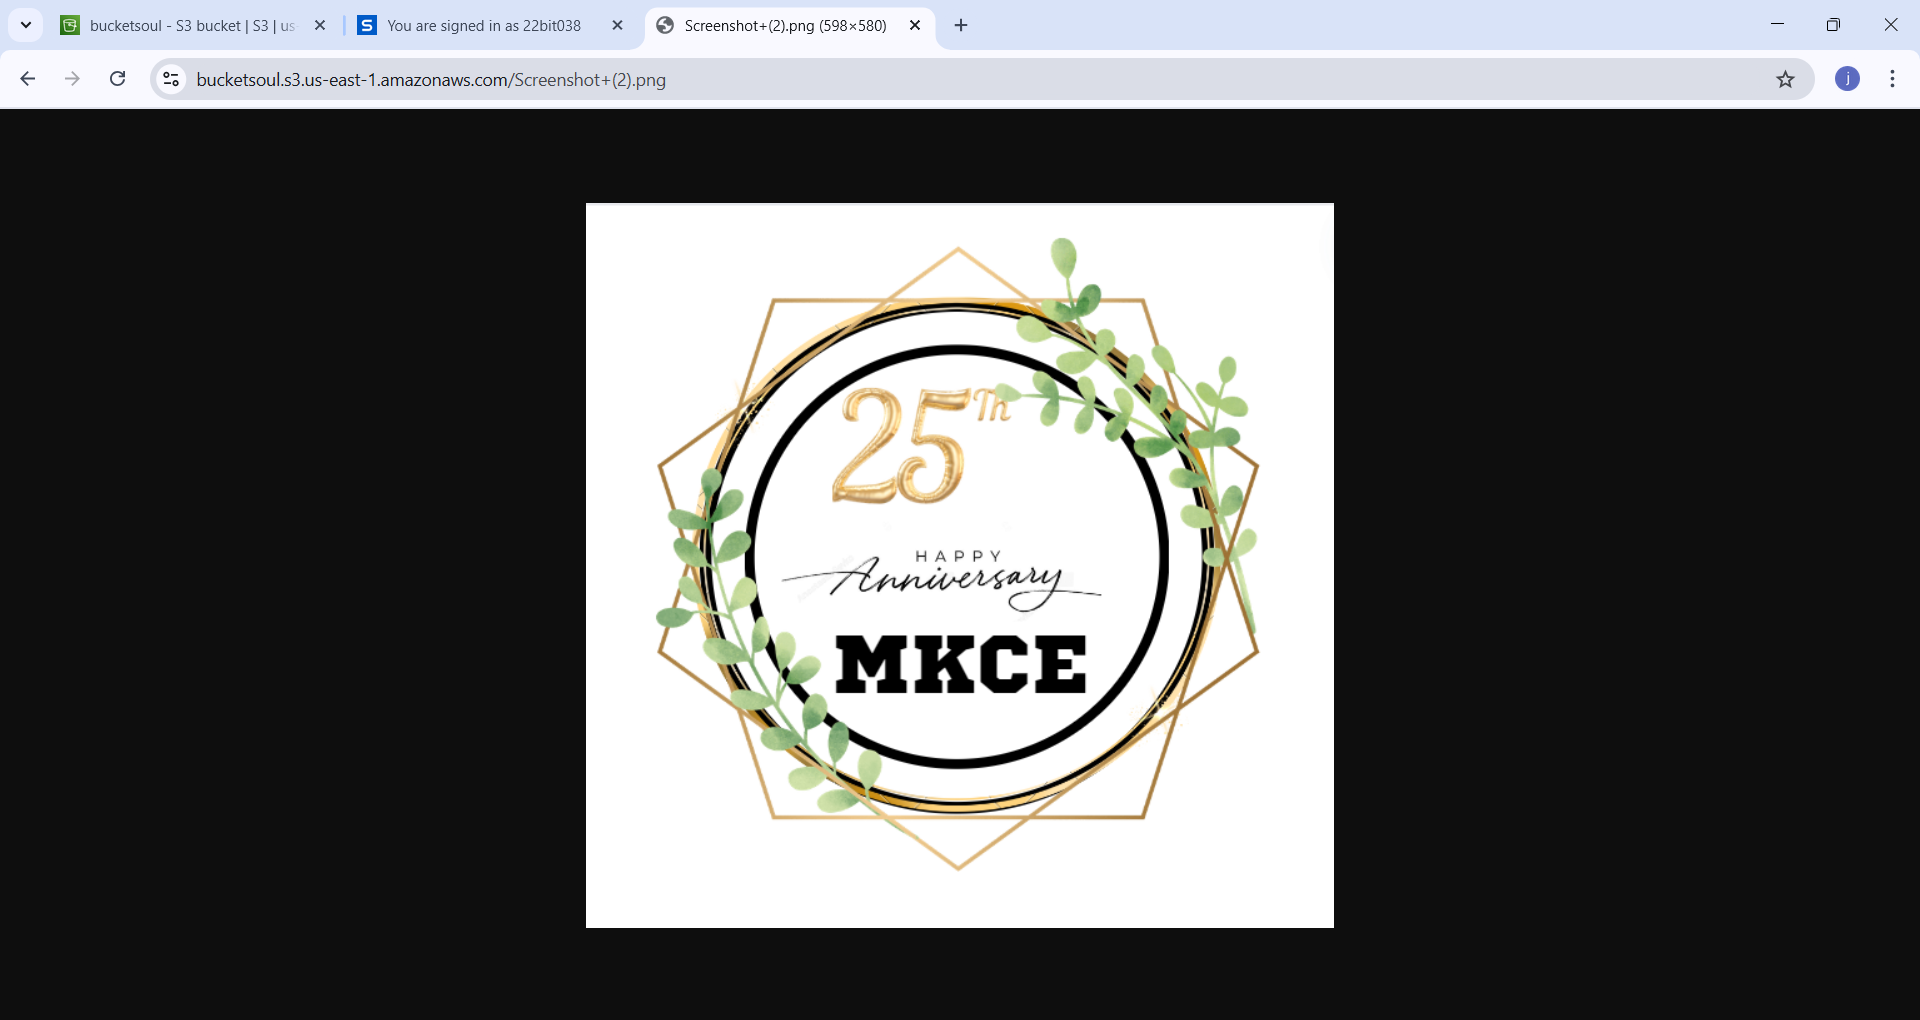 bucketsoul - S3 bucket | S3 | us-
You are signed in as 22bit038
Screenshot+(2).png (598×580)
bucketsoul.s3.us-east-1.amazonaws.com/Screenshot+(2).png
j
25Th
HAPPY
Anniversary
MKCE